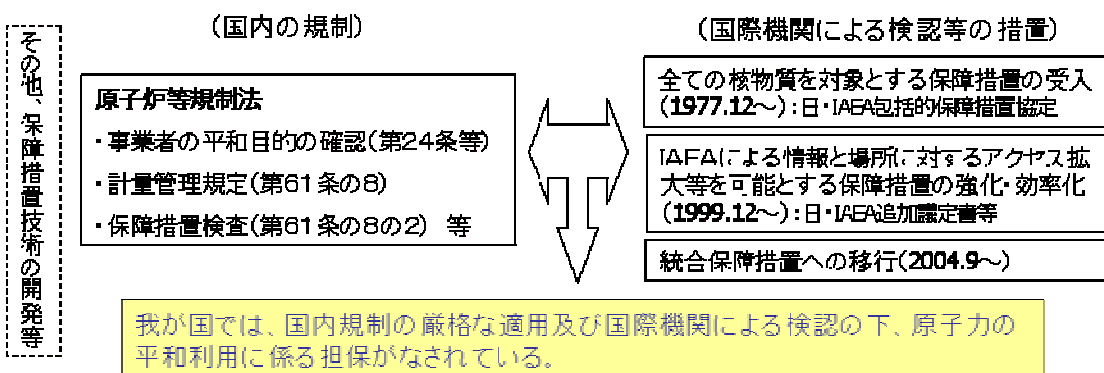 その他、保障措置技術の開発等
(国内の規制)
原子炉等規制法
・事業者の平和目的の確認(第24条等)
・計量管理規定(第61条の8)
・保障措置検査(第61条の8の2) 等
(国際機関による検認等の措置)
全ての核物質を対象とする保障措置の受入
(1977.12～):日・IAEA包括的保障措置協定
IAEAによる情報と場所に対するアクセス拡
大等を可能とする保障措置の強化・効率化
(1999.12～):日・IAEA追加議定書等
統合保障措置への移行(2004.9～)
我が国では、国内規制の厳格な適用及び国際機関による検認の下、原子力の
平和利用に係る担保がなされている。